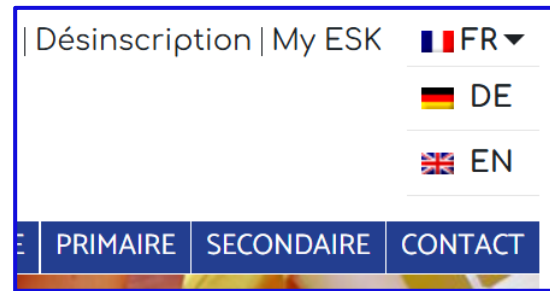 | Désinscription | My ESK FR
DE
EN
PRIMAIRE SECONDAIRE CONTACT